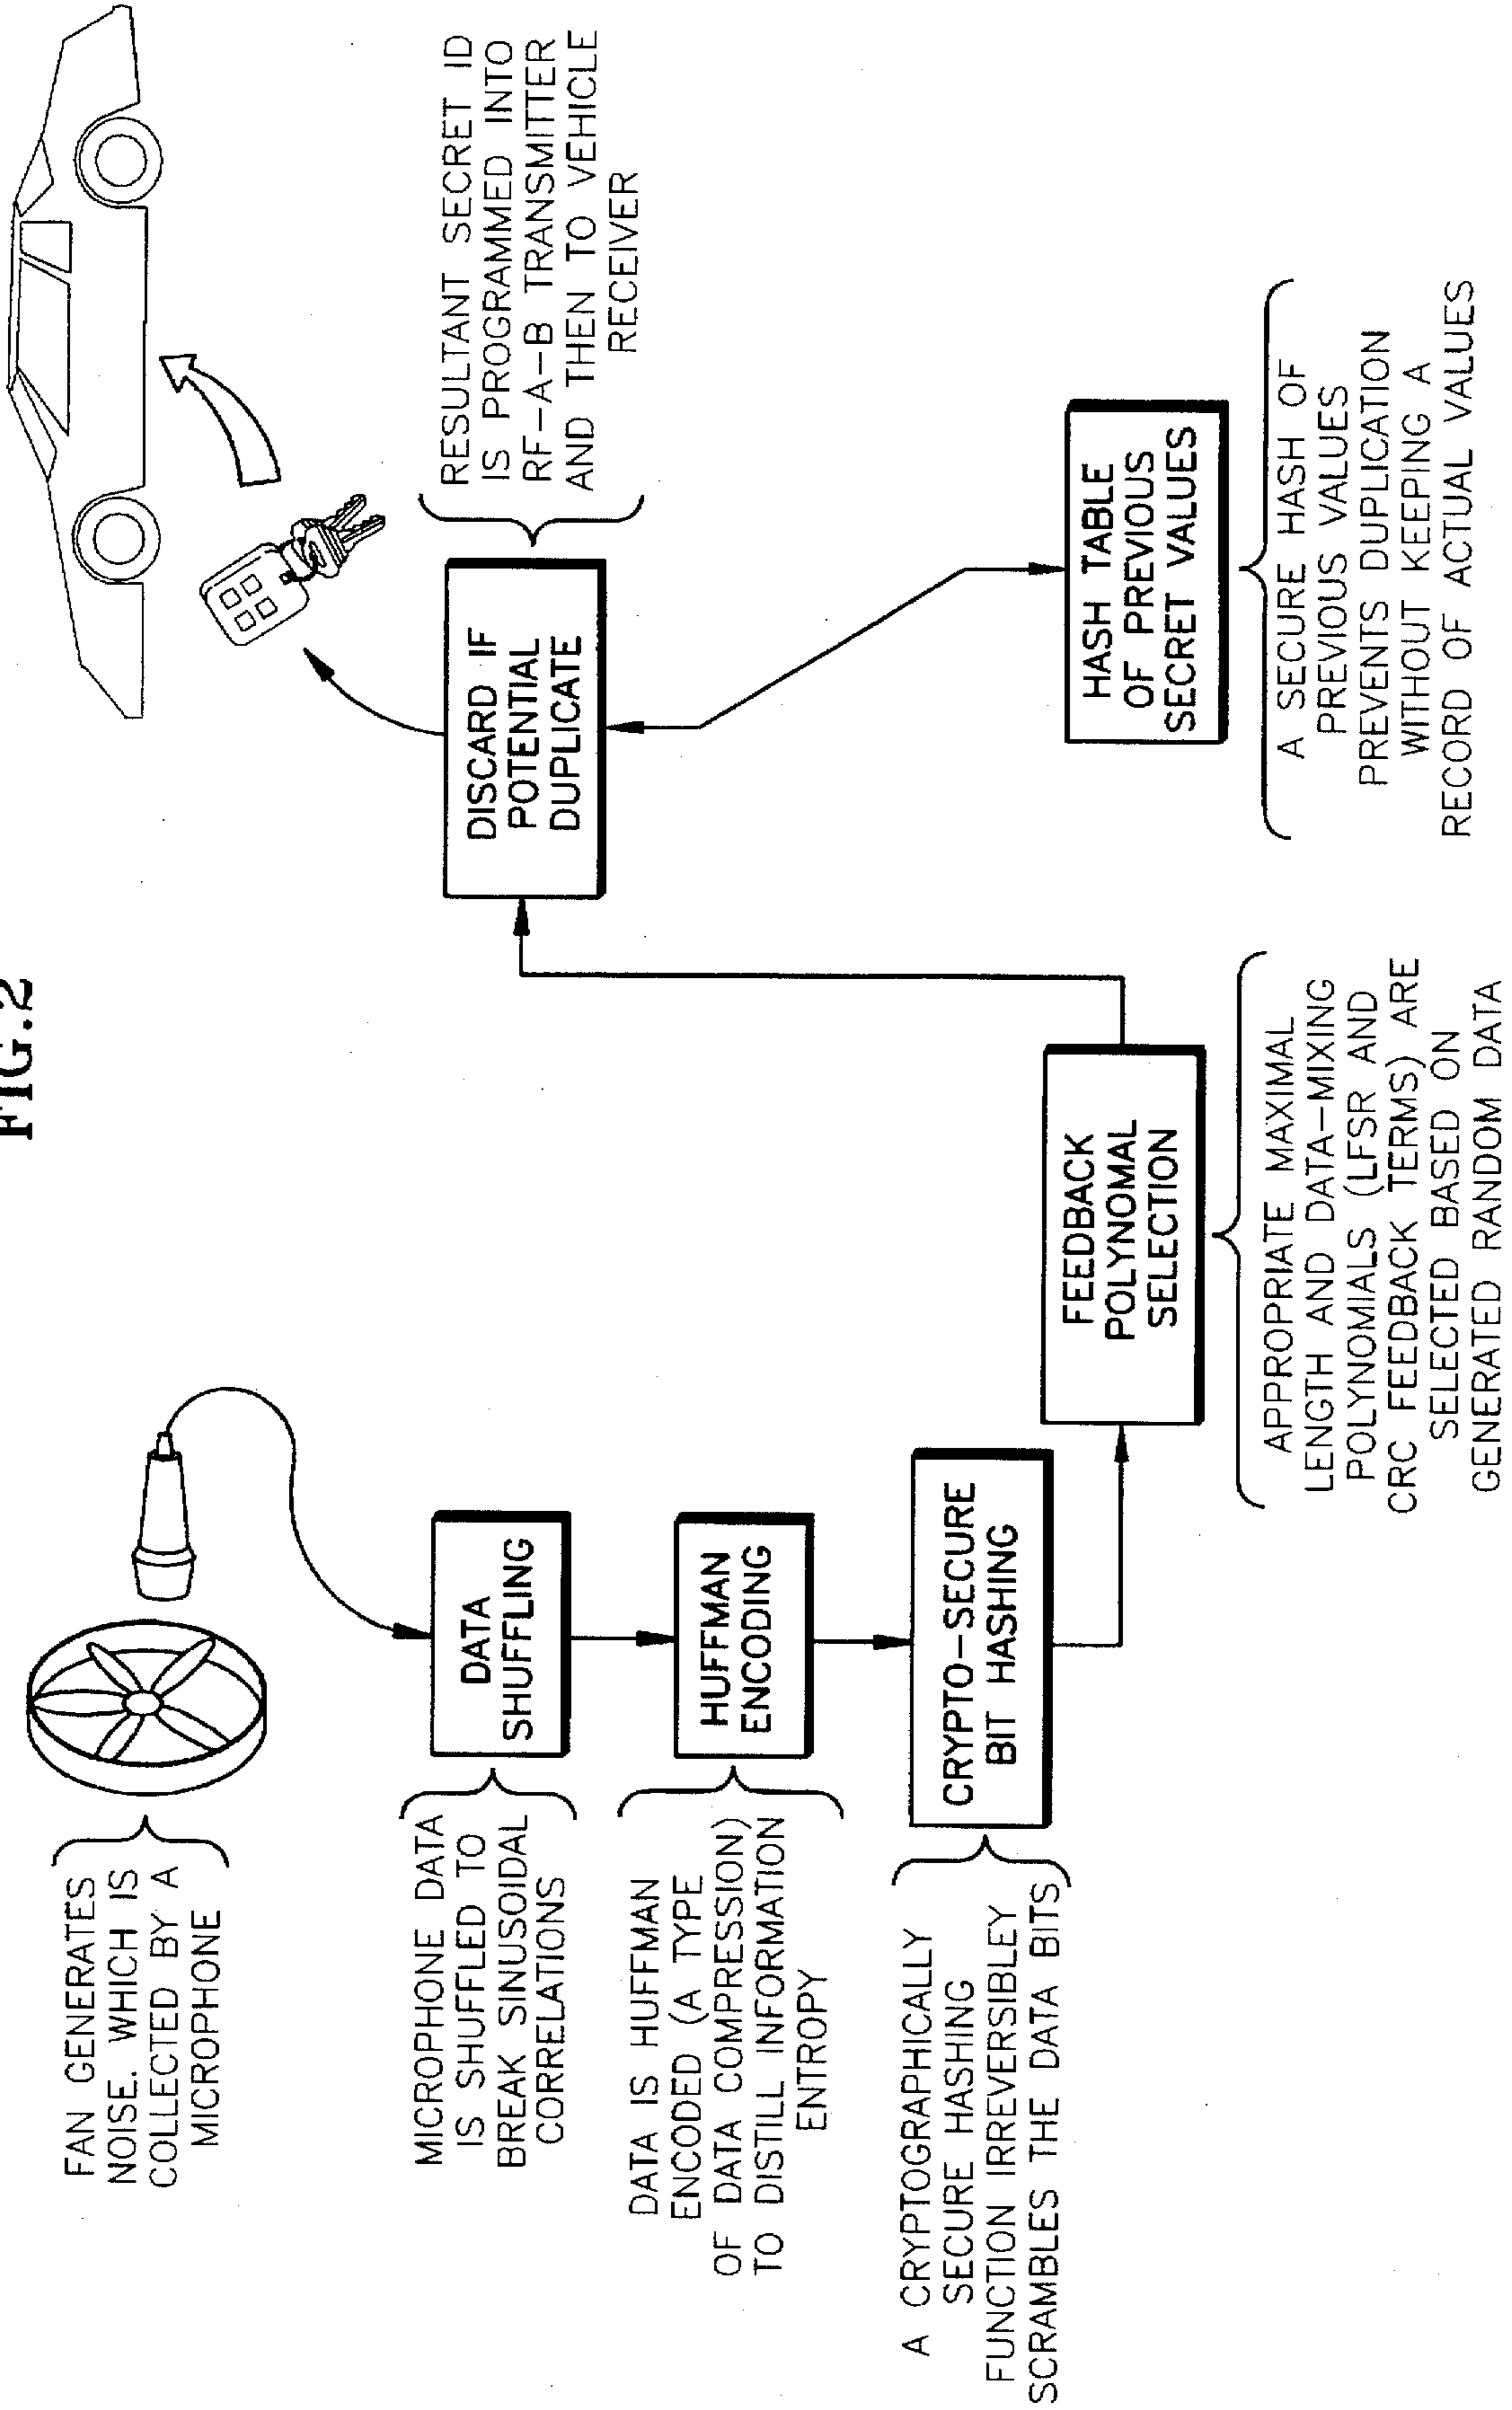 FIG.2
FAN GENERATES
NOISE. WHICH IS
COLLECTED BY A
MICROPHONE
MICROPHONE DATA
IS SHUFFLED TO
BREAK SINUSOIDAL
CORRELATIONS
DATA
SHUFFLING
DATA IS HUFFMAN
ENCODED (A TYPE
OF DATA COMPRESSION)
TO DISTILL INFORMATION
ENTROPY
HUFFMAN
ENCODING
A CRYPTOGRAPHICALLY
SECURE HASHING
FUNCTION IRREVERSIBLEY
SCRAMBLES THE DATA BITS
CRYPTO-SECURE
BIT HASHING
FEEDBACK
POLYNOMAL
SELECTION
APPROPRIATE MAXIMAL
LENGTH AND DATA-MIXING
POLYNOMIALS (LFSR AND
CRC FEEDBACK TERMS) ARE
SELECTED BASED ON
GENERATED RANDOM DATA
DISCARD IF
POTENTIAL
DUPLICATE
RESULTANT SECRET ID
IS PROGRAMMED INTO
RF-A-B TRANSMITTER
AND THEN TO VEHICLE
RECEIVER
HASH TABLE
OF PREVIOUS
SECRET VALUES
A SECURE HASH OF
PREVIOUS VALUES
PREVENTS DUPLICATION
WITHOUT KEEPING A
RECORD OF ACTUAL VALUES